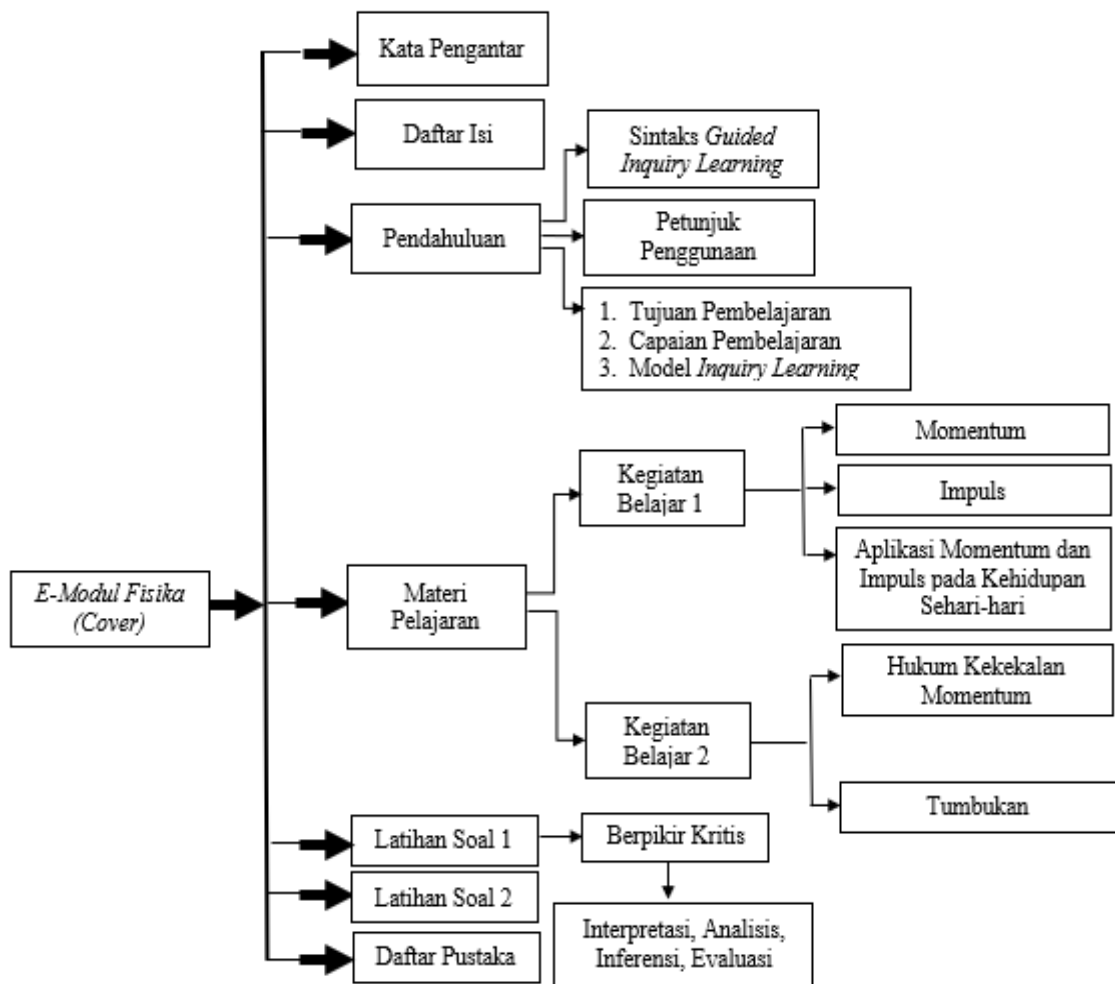 Kata Pengantar
Daftar Isi
Sintaks Guided
Inquiry Learning
Pendahuluan
Petunjuk
Penggunaan
1. Tujuan Pembelajaran
2. Capaian Pembelajaran
3. Model Inquiry Learning
E-Modul Fisika
(Cover)
Materi
Pelajaran
Kegiatan
Belajar 1
Momentum
Impuls
Aplikasi Momentum dan
Impuls pada Kehidupan
Sehari-hari
Kegiatan
Belajar 2
Hukum Kekekalan
Momentum
Tumbukan
Latihan Soal 1
Berpikir Kritis
Interpretasi, Analisis,
Inferensi, Evaluasi
Latihan Soal 2
Daftar Pustaka